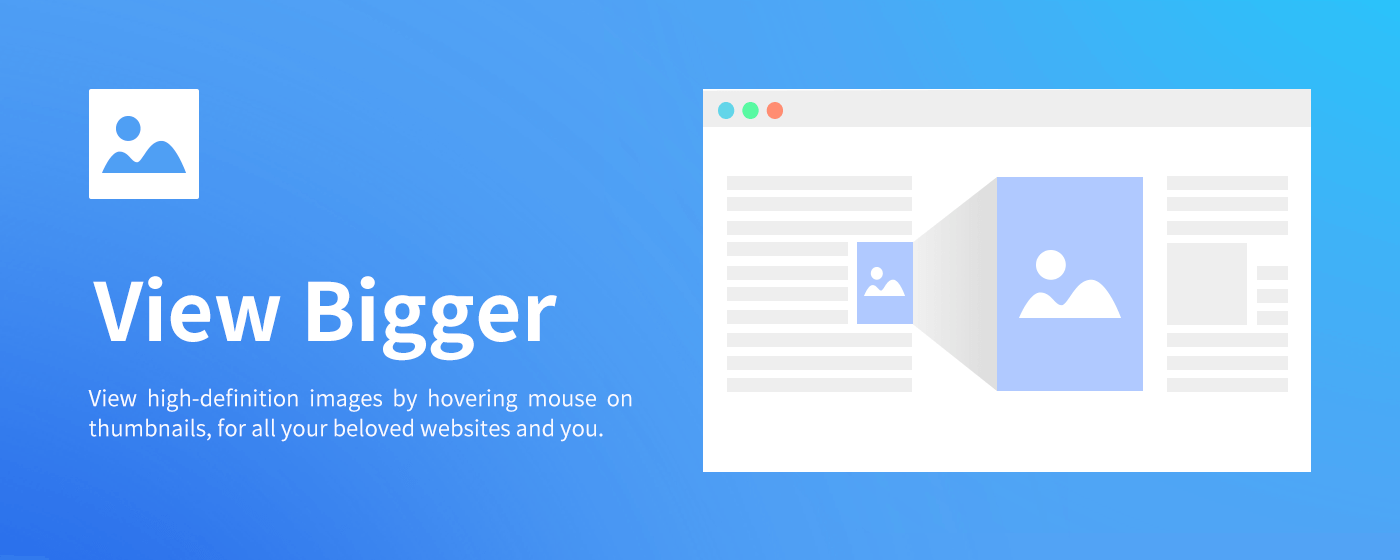 View Bigger
View high-definition images by hovering mouse on
thumbnails, for all your beloved websites and you.